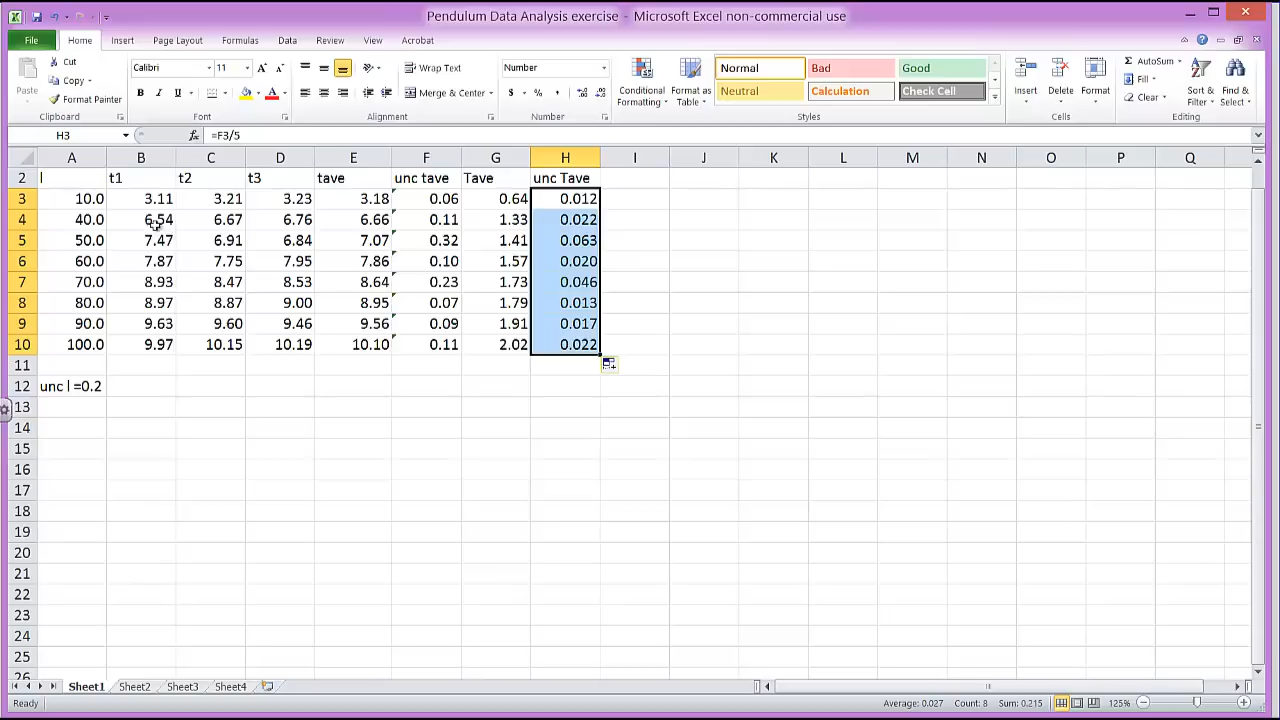 Pendulum Data Analysis exercise - Microsoft Excel non-commercial use
File Home Insert Page Layout Formulas Data Review View Acrobat
Cut
Copy
Format Painter
Paste
Clipboard
Calibri 11
B I U A
Font
Wrap Text
Merge & Center
Alignment
Number
$ % ,
Number
Conditional Formatting
Format as Table
Normal Bad Good
Neutral Calculation Check Cell
Styles
Insert Delete Format
Cells
Σ AutoSum
Fill
Clear
Sort & Filter
Find & Select
Editing
H3 fx =F3/5
A B C D E F G H I J K L M N O P Q
2 l t1 t2 t3 tave unc tave Tave unc Tave
3 10.0 3.11 3.21 3.23 3.18 0.06 0.64 0.012
4 40.0 6.54 6.67 6.76 6.66 0.11 1.33 0.022
5 50.0 7.47 6.91 6.84 7.07 0.32 1.41 0.063
6 60.0 7.87 7.75 7.95 7.86 0.10 1.57 0.020
7 70.0 8.93 8.47 8.53 8.64 0.23 1.73 0.046
8 80.0 8.97 8.87 9.00 8.95 0.07 1.79 0.013
9 90.0 9.63 9.60 9.46 9.56 0.09 1.91 0.017
10 100.0 9.97 10.15 10.19 10.10 0.11 2.02 0.022
11
12 unc l =0.2
13
14
15
16
17
18
19
20
21
22
23
24
25
26
Sheet1 Sheet2 Sheet3 Sheet4
Ready Average: 0.027 Count: 8 Sum: 0.215 125%